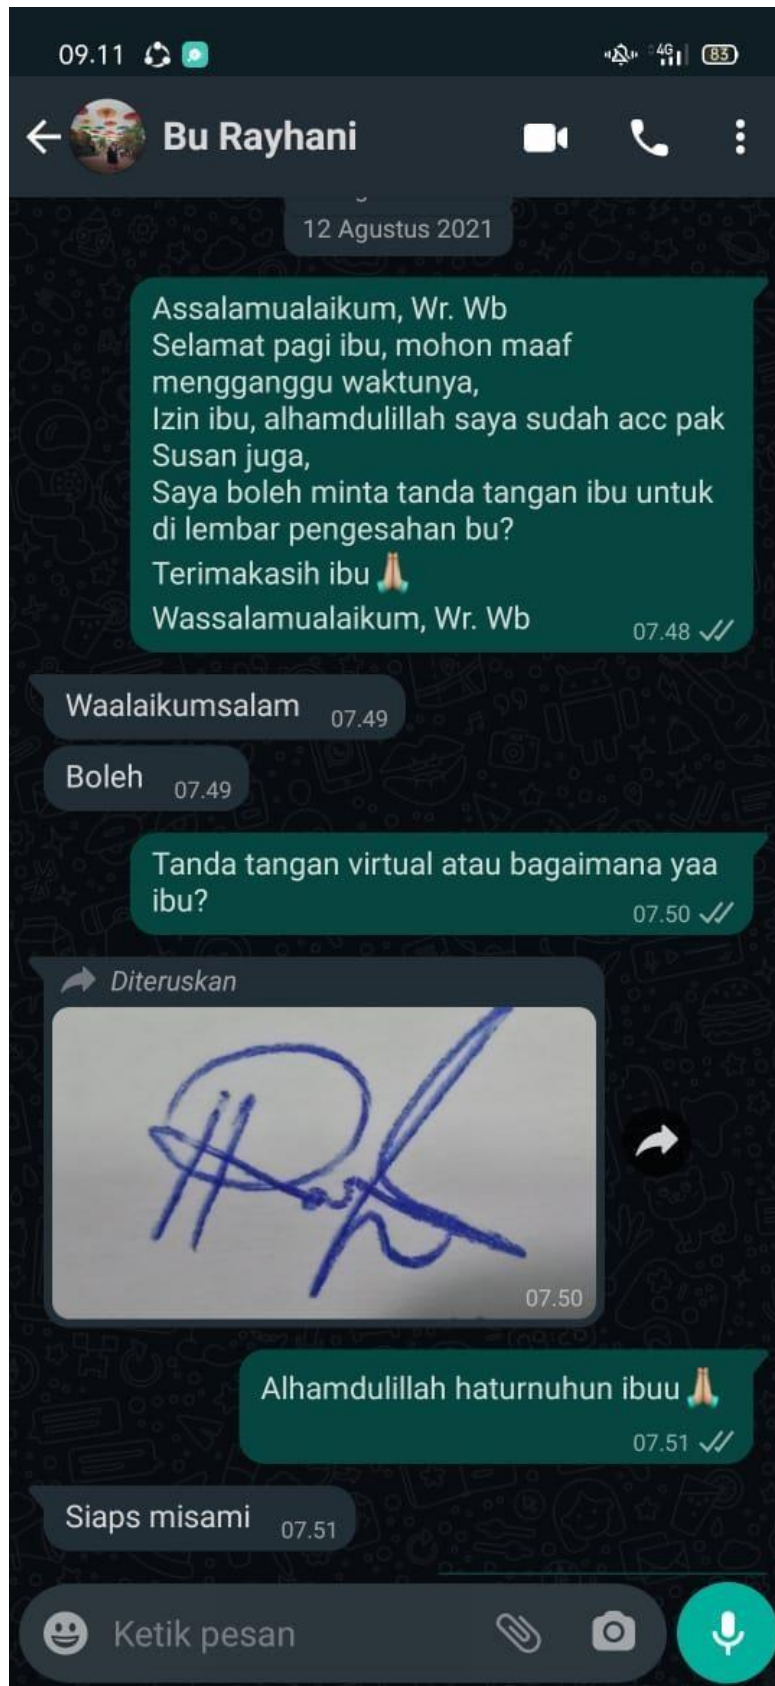 09.11
4G
83
Bu Rayhani
12 Agustus 2021
Assalamualaikum, Wr. Wb
Selamat pagi ibu, mohon maaf
mengganggu waktunya,
Izin ibu, alhamdulillah saya sudah acc pak
Susan juga,
Saya boleh minta tanda tangan ibu untuk
di lembar pengesahan bu?
Terimakasih ibu 🙏
Wassalamualaikum, Wr. Wb
07.48
Waalaikumsalam 07.49
Boleh 07.49
Tanda tangan virtual atau bagaimana yaa
ibu?
07.50
Diteruskan
07.50
Alhamdulillah haturnuhun ibuu 🙏
07.51
Siaps misami 07.51
Ketik pesan